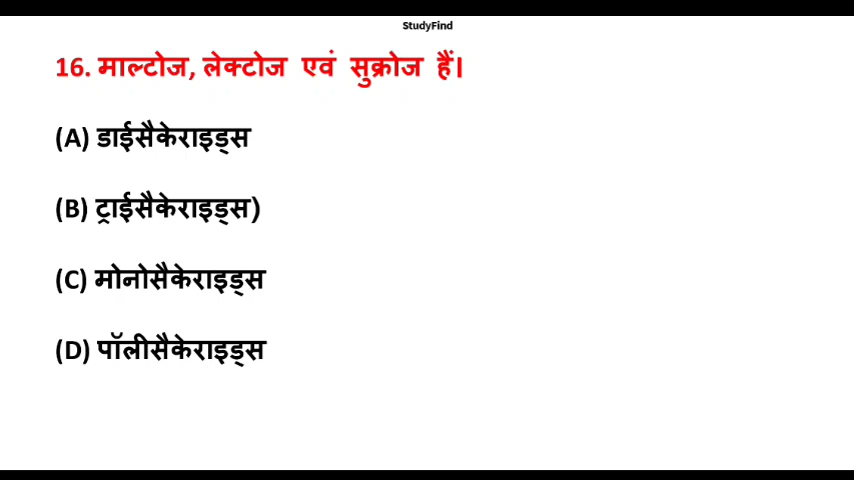 StudyFind
16. माल्टोज, लेक्टोज एवं सुक्रोज हैं।
(A) डाईसैकेराइड्स
(B) ट्राईसैकेराइड्स)
(C) मोनोसैकेराइड्स
(D) पॉलीसैकेराइड्स